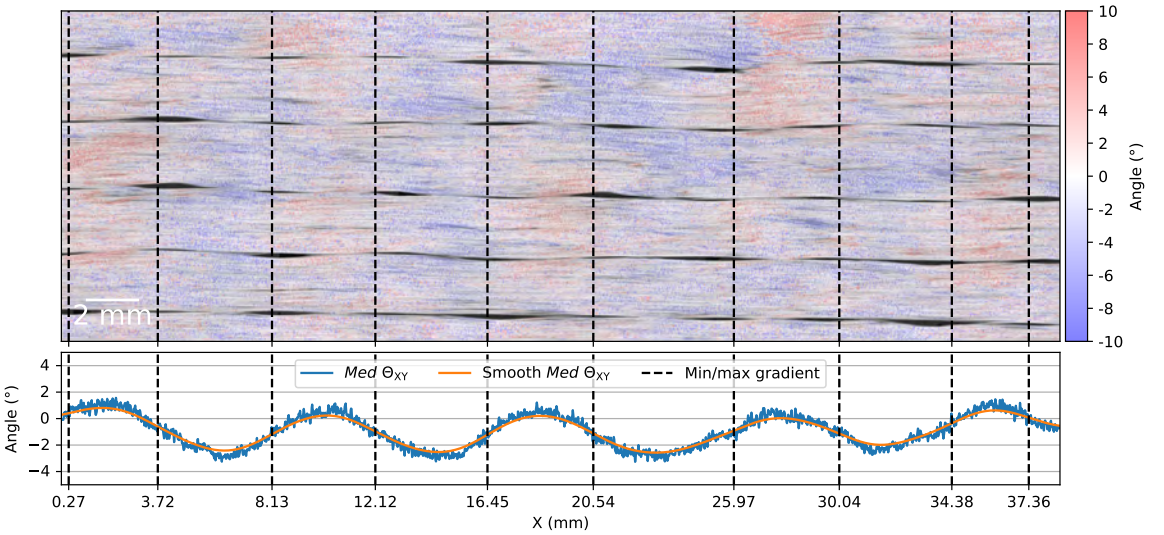 2 mm
10
8
6
4
2
0
-2
-4
-6
-8
-10
Angle (°)
Med Θ_XY Smooth Med Θ_XY Min/max gradient
4
2
0
−2
−4
Angle (°)
0.27 3.72 8.13 12.12 16.45 20.54 25.97 30.04 34.38 37.36
X (mm)